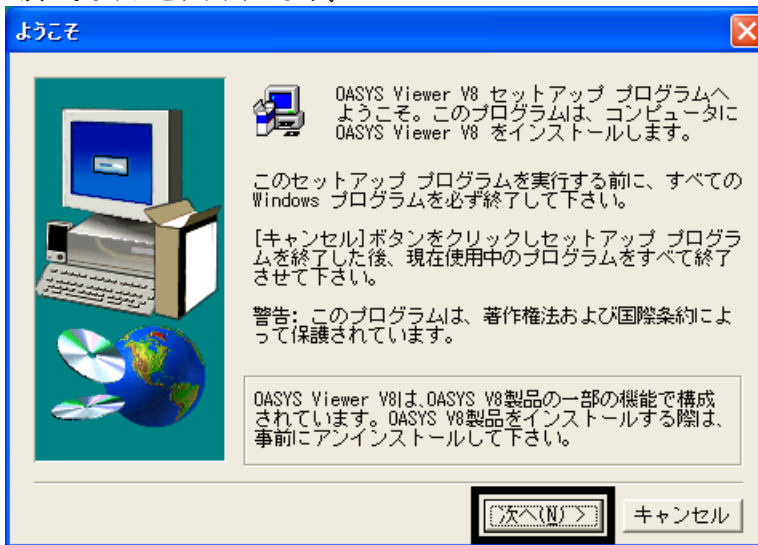 ようこそ
OASYS Viewer V8 セットアップ プログラムへ
ようこそ。このプログラムは、コンピュータに
OASYS Viewer V8 をインストールします。
このセットアップ プログラムを実行する前に、すべての
Windows プログラムを必ず終了して下さい。
[キャンセル]ボタンをクリックしセットアップ プログラ
ムを終了した後、現在使用中のプログラムをすべて終了
させて下さい。
警告: このプログラムは、著作権法および国際条約によ
って保護されています。
OASYS Viewer V8は、OASYS V8製品の一部の機能で構成
されています。OASYS V8製品をインストールする際は、
事前にアンインストールして下さい。
次へ(N) >
キャンセル